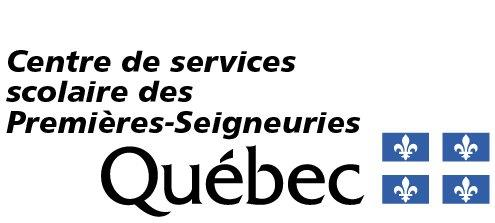 Centre de services
scolaire des
Premières-Seigneuries
Québec